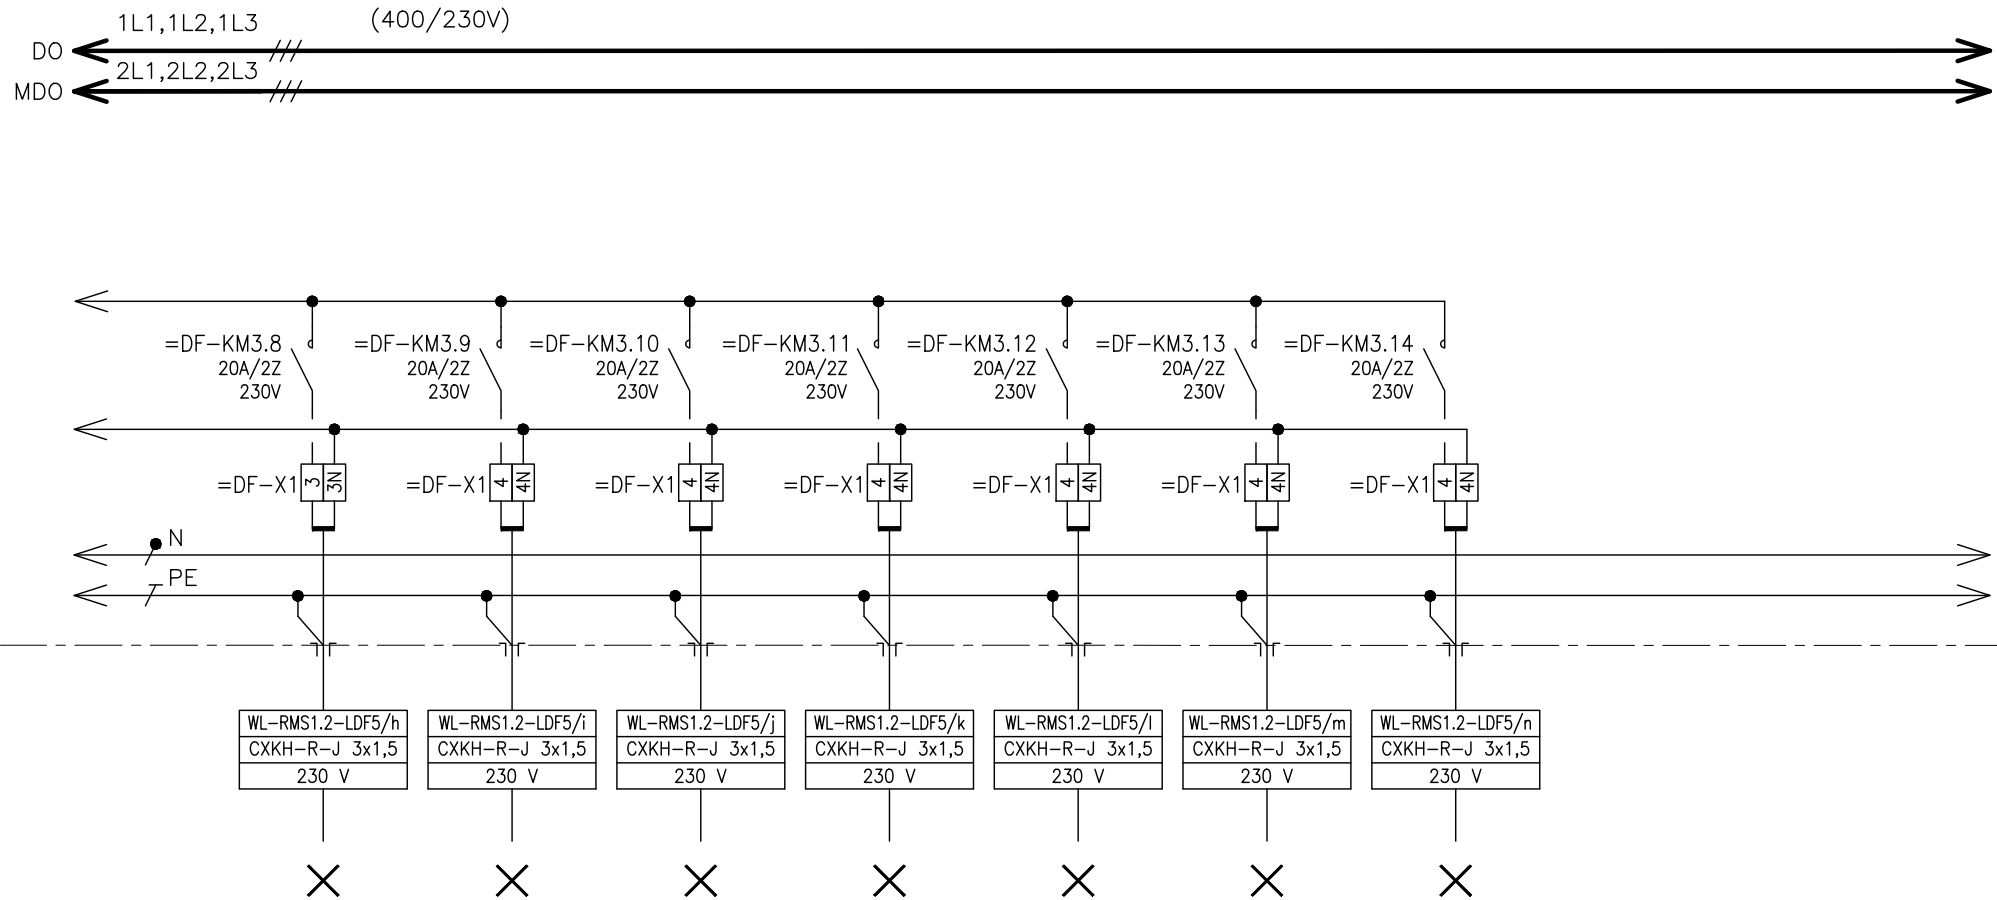 1L1,1L2,1L3 (400/230V)
DO
2L1,2L2,2L3
MDO
=DF-KM3.8 =DF-KM3.9 =DF-KM3.10 =DF-KM3.11 =DF-KM3.12 =DF-KM3.13 =DF-KM3.14
20A/2Z 20A/2Z 20A/2Z 20A/2Z 20A/2Z 20A/2Z 20A/2Z
230V 230V 230V 230V 230V 230V 230V
=DF-X1 3 3N =DF-X1 4 4N =DF-X1 4 4N =DF-X1 4 4N =DF-X1 4 4N =DF-X1 4 4N =DF-X1 4 4N
N
PE
WL-RMS1.2-LDF5/h WL-RMS1.2-LDF5/i WL-RMS1.2-LDF5/j WL-RMS1.2-LDF5/k WL-RMS1.2-LDF5/l WL-RMS1.2-LDF5/m WL-RMS1.2-LDF5/n
CXKH-R-J 3x1,5 CXKH-R-J 3x1,5 CXKH-R-J 3x1,5 CXKH-R-J 3x1,5 CXKH-R-J 3x1,5 CXKH-R-J 3x1,5 CXKH-R-J 3x1,5
230 V 230 V 230 V 230 V 230 V 230 V 230 V